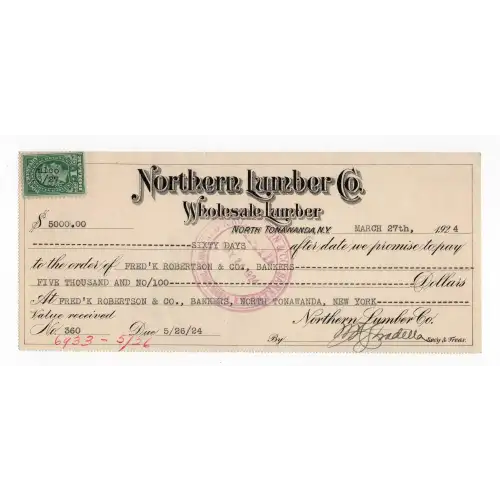 Northern Lumber Co.
Wholesale Lumber
$ 5000.00 NORTH TONAWANDA, N.Y. MARCH 27th, 1924
SIXTY DAYS after date we promise to pay
to the order of FRED'K ROBERTSON & CO., BANKERS
FIVE THOUSAND AND NO/100 Dollars
At FRED'K ROBERTSON & CO., BANKERS, NORTH TONAWANDA, NEW YORK
Value received Northern Lumber Co.
No. 360 Due 5/26/24
6933 - 5/26 By Secy & Treas.